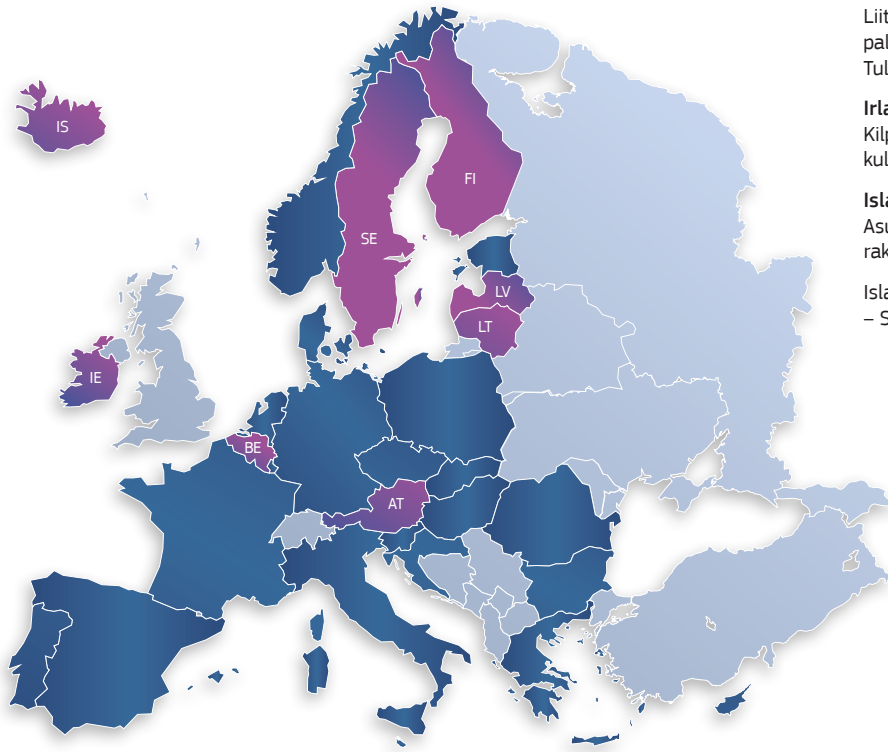 IS
FI
SE
LV
LT
IE
BE
AT
Liit
pal
Tul
Irla
Kilp
kul
Isla
Asu
rak
Isla
– S